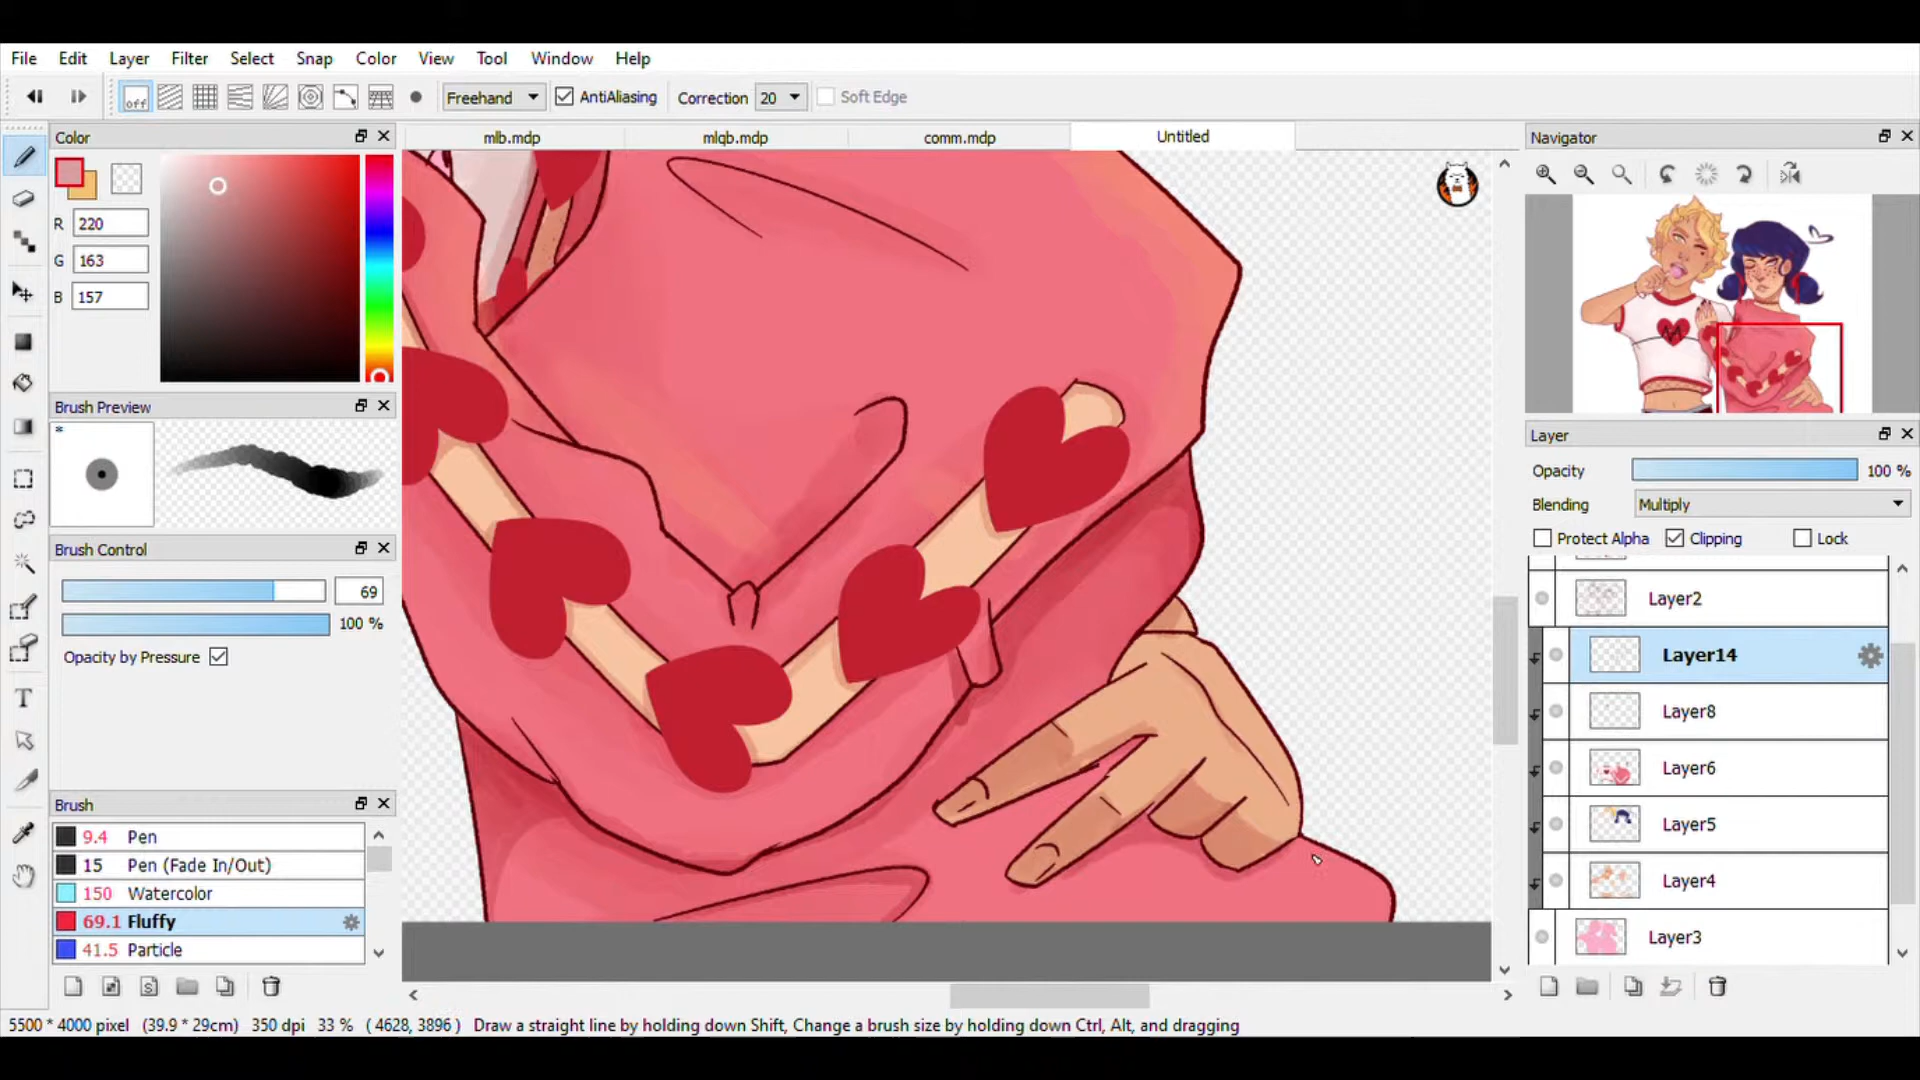 File Edit Layer Filter Select Snap Color View Tool Window Help
off Freehand AntiAliasing Correction 20 Soft Edge
Color mlb.mdp mlqb.mdp comm.mdp Untitled Navigator
R 220
G 163
B 157
Brush Preview
*
Brush Control
69
100 %
Opacity by Pressure
Brush
9.4 Pen
15 Pen (Fade In/Out)
150 Watercolor
69.1 Fluffy
41.5 Particle
Layer
Opacity 100 %
Blending Multiply
Protect Alpha Clipping Lock
Layer2
Layer14
Layer8
Layer6
Layer5
Layer4
Layer3
T
S
5500 * 4000 pixel (39.9 * 29cm) 350 dpi 33 % ( 4628, 3896 ) Draw a straight line by holding down Shift, Change a brush size by holding down Ctrl, Alt, and dragging